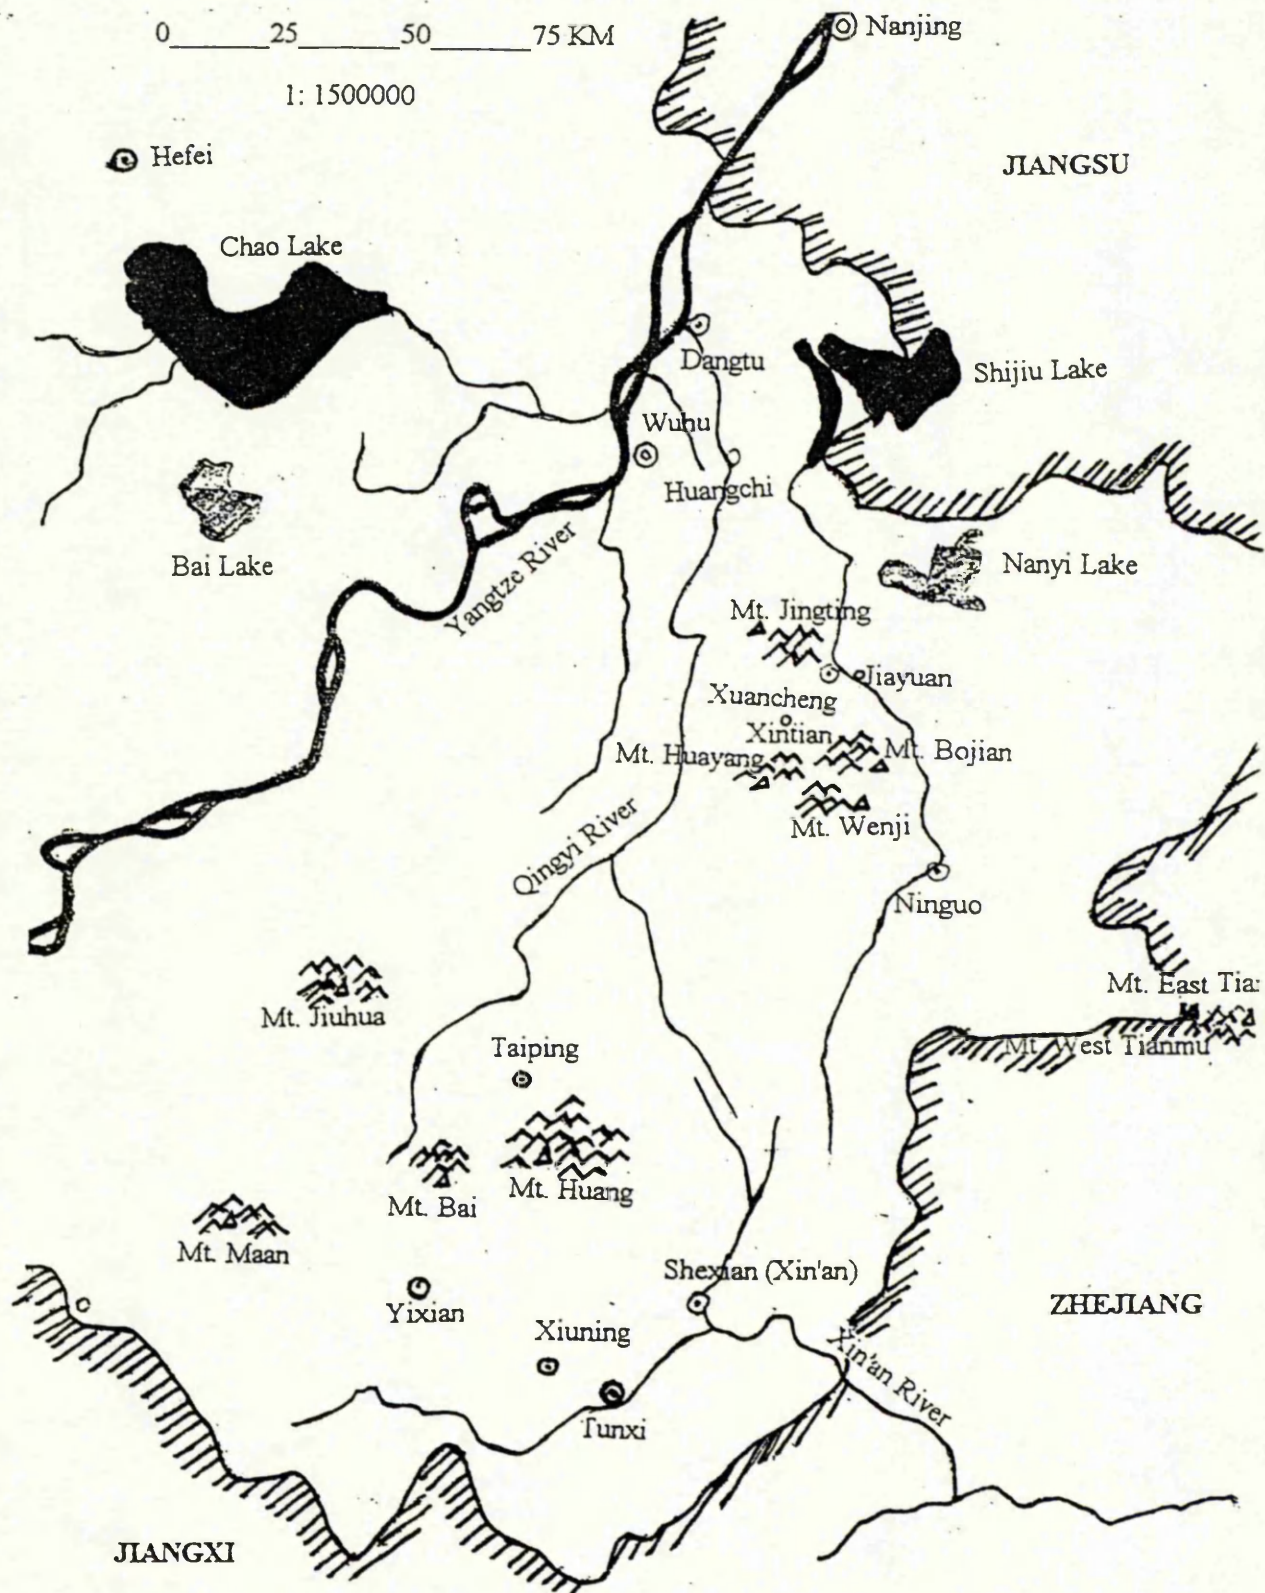 0 25 50 75 KM
Nanjing
1: 1500000
Hefei
JIANGSU
Chao Lake
Dangtu
Shijiu Lake
Wuhu
Huangchi
Bai Lake
Yangtze River
Nanyi Lake
Mt. Jingting
Jiayuan
Xuancheng
Xintian
Mt. Huayang
Mt. Bojian
Mt. Wenji
Qingyi River
Ninguo
Mt. East Tia
Mt. Jiuhua
Mt. West Tianmu
Taiping
Mt. Huang
Mt. Bai
Mt. Maan
Shexian (Xin'an)
Yixian
ZHEJIANG
Xiuning
Xin'an River
Tunxi
JIANGXI